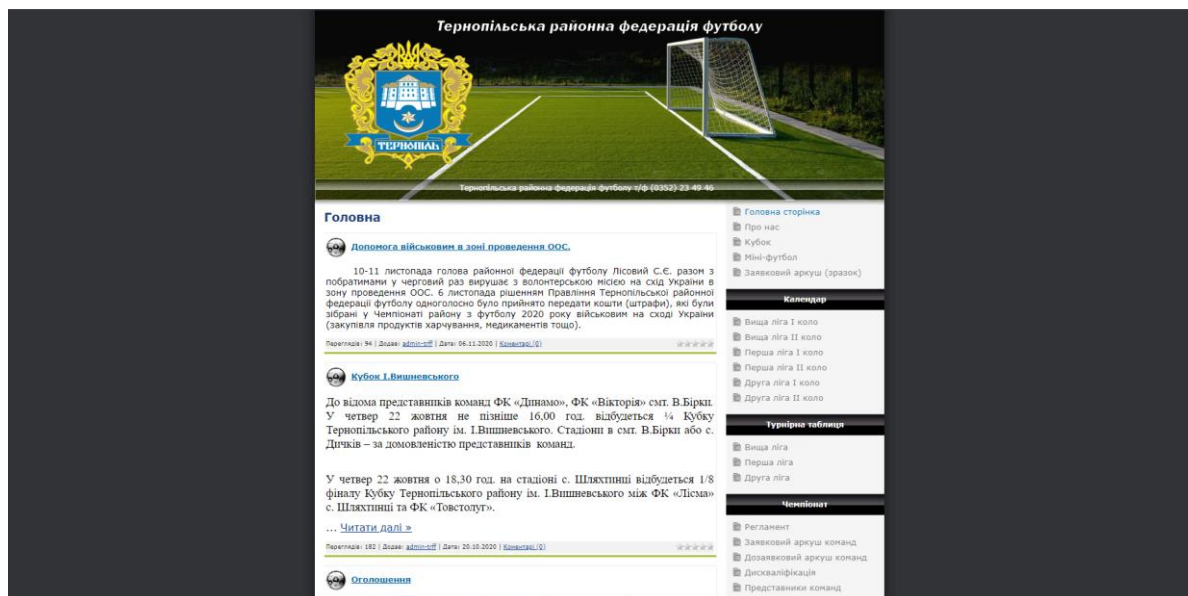 Тернопільська районна федерація футболу
ТЕРНОПІЛЬ
Тернопільська районна федерація футболу т/ф (0352) 23 49 46
Головна
Допомога військовим в зоні проведення ООС.
10-11 листопада голова районної федерації футболу Лісовий С.Є. разом з
побратимами у черговий раз вирушає з волонтерською місією на схід України в
зону проведення ООС. 6 листопада рішенням Правління Тернопільської районної
федерації футболу одноголосно було прийнято передати кошти (штрафи), які були
зібрані у Чемпіонаті району з футболу 2020 року військовим на сході України
(закупівля продуктів харчування, медикаментів тощо).
Переглядів: 94 | Додав: admin-trff | Дата: 06.11.2020 | Коментарі (0)
Кубок І.Вишневського
До відома представників команд ФК «Динамо», ФК «Вікторія» смт. В.Бірки.
У четвер 22 жовтня не пізніше 16,00 год. відбудеться ¼ Кубку
Тернопільського району ім. І.Вишневського. Стадіони в смт. В.Бірки або с.
Дичків – за домовленістю представників команд.
У четвер 22 жовтня о 18,30 год. на стадіоні с. Шляхтинці відбудеться 1/8
фіналу Кубку Тернопільського району ім. І.Вишневського між ФК «Лісма»
с. Шляхтинці та ФК «Товстолуг».
... Читати далі »
Переглядів: 182 | Додав: admin-trff | Дата: 20.10.2020 | Коментарі (0)
Оголошення
Головна сторінка
Про нас
Кубок
Міні-футбол
Заявковий аркуш (зразок)
Календар
Вища ліга І коло
Вища ліга ІІ коло
Перша ліга І коло
Перша ліга ІІ коло
Друга ліга І коло
Друга ліга ІІ коло
Турнірна таблиця
Вища ліга
Перша ліга
Друга ліга
Чемпіонат
Регламент
Заявковий аркуш команд
Дозаявковий аркуш команд
Дискваліфікація
Представники команд